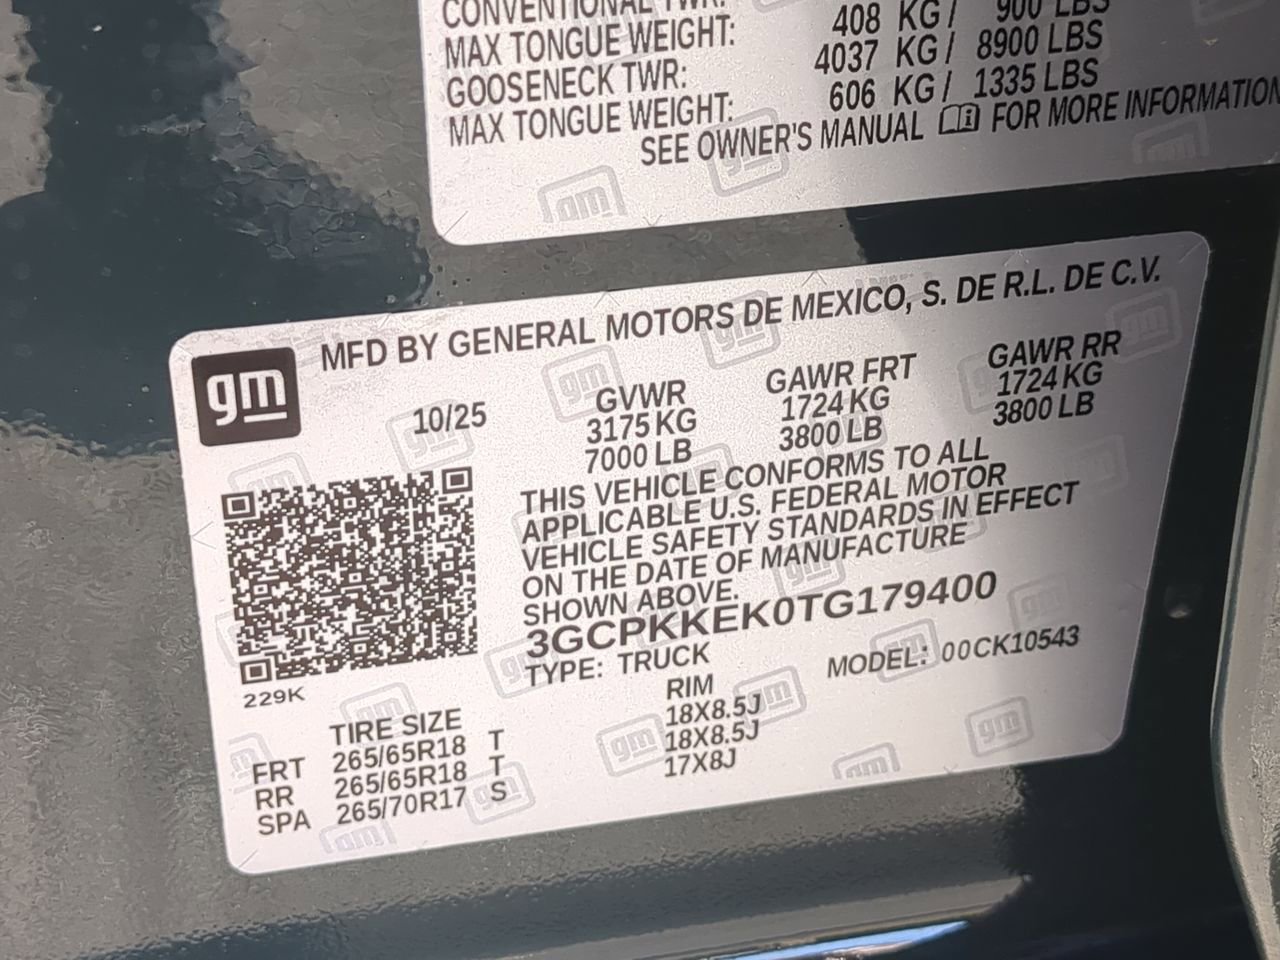 CONVENTIONAL TWR:
MAX TONGUE WEIGHT: 408 KG / 900 LBS
GOOSENECK TWR: 4037 KG / 8900 LBS
MAX TONGUE WEIGHT: 606 KG / 1335 LBS
SEE OWNER'S MANUAL FOR MORE INFORMATION
gm MFD BY GENERAL MOTORS DE MEXICO, S. DE R.L. DE C.V.
10/25 GVWR GAWR FRT GAWR RR
3175 KG 1724 KG 1724 KG
7000 LB 3800 LB 3800 LB
THIS VEHICLE CONFORMS TO ALL
APPLICABLE U.S. FEDERAL MOTOR
VEHICLE SAFETY STANDARDS IN EFFECT
ON THE DATE OF MANUFACTURE
SHOWN ABOVE.
3GCPKKEK0TG179400
TYPE: TRUCK MODEL: 00CK10543
229K
TIRE SIZE RIM
FRT 265/65R18 T 18X8.5J
RR 265/65R18 T 18X8.5J
SPA 265/70R17 S 17X8J